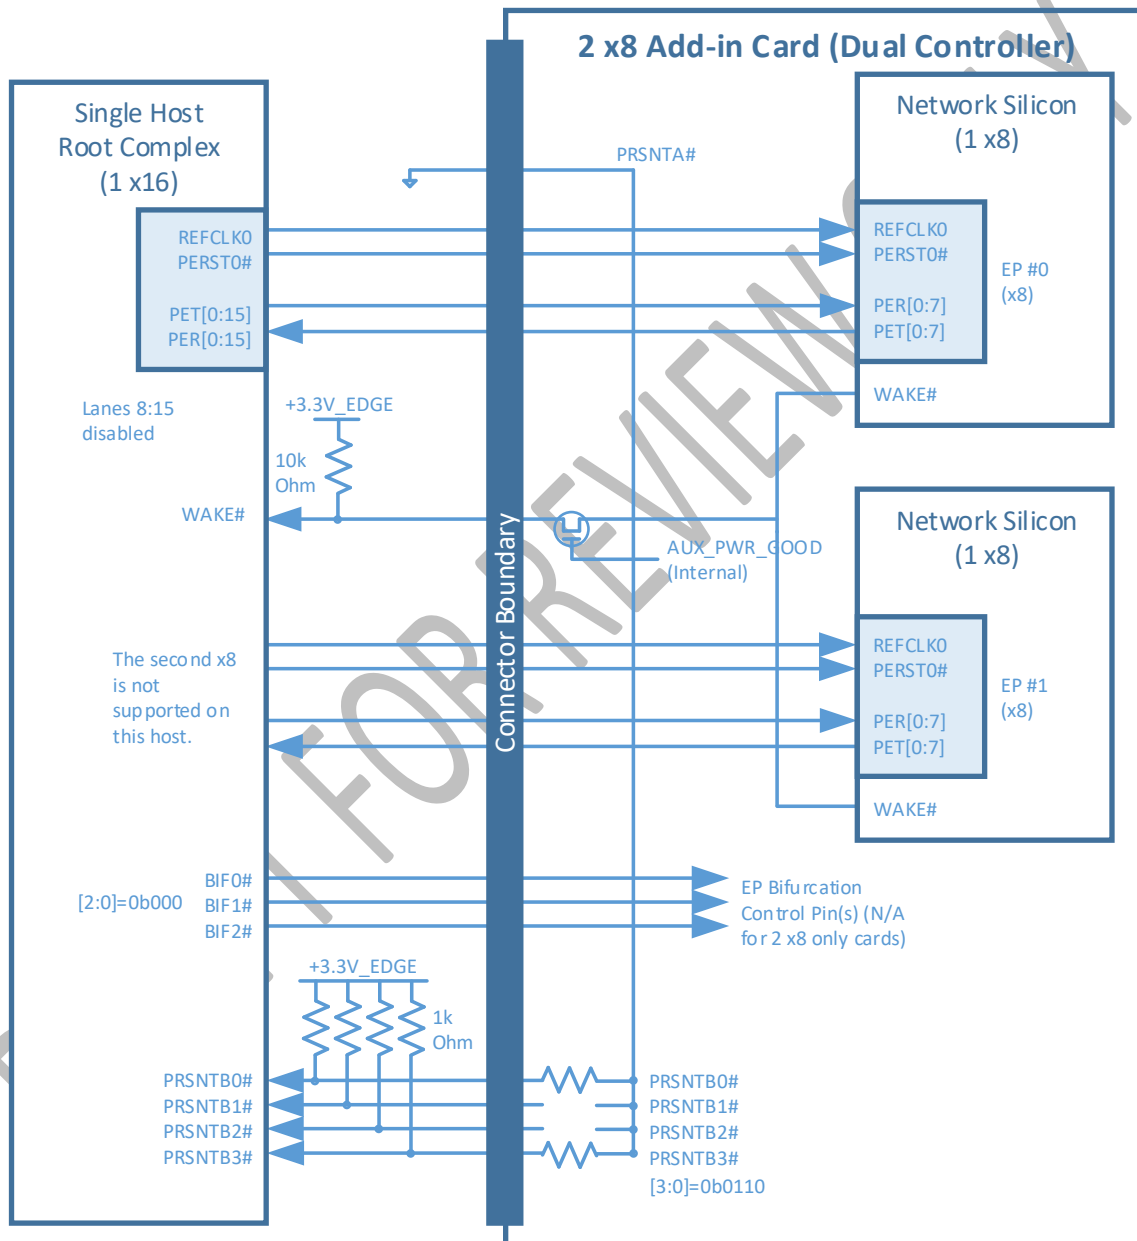 2 x8 Add-in Card (Dual Controller)
Single Host
Root Complex
(1 x16)
REFCLK0
PERST0#
PET[0:15]
PER[0:15]
Lanes 8:15
disabled
+3.3V_EDGE
10k
Ohm
WAKE#
The second x8
is not
supported on
this host.
[2:0]=0b000
BIF0#
BIF1#
BIF2#
+3.3V_EDGE
1k
Ohm
PRSNTB0#
PRSNTB1#
PRSNTB2#
PRSNTB3#
Connector Boundary
PRSNTA#
Network Silicon
(1 x8)
REFCLK0
PERST0#
PER[0:7]
PET[0:7]
EP #0
(x8)
WAKE#
AUX_PWR_GOOD
(Internal)
Network Silicon
(1 x8)
REFCLK0
PERST0#
PER[0:7]
PET[0:7]
EP #1
(x8)
WAKE#
EP Bifurcation
Control Pin(s) (N/A
for 2 x8 only cards)
PRSNTB0#
PRSNTB1#
PRSNTB2#
PRSNTB3#
[3:0]=0b0110
FOR REVIEW